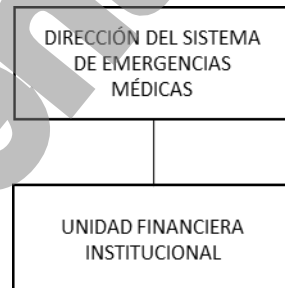 DIRECCIÓN DEL SISTEMA
DE EMERGENCIAS
MÉDICAS
UNIDAD FINANCIERA
INSTITUCIONAL